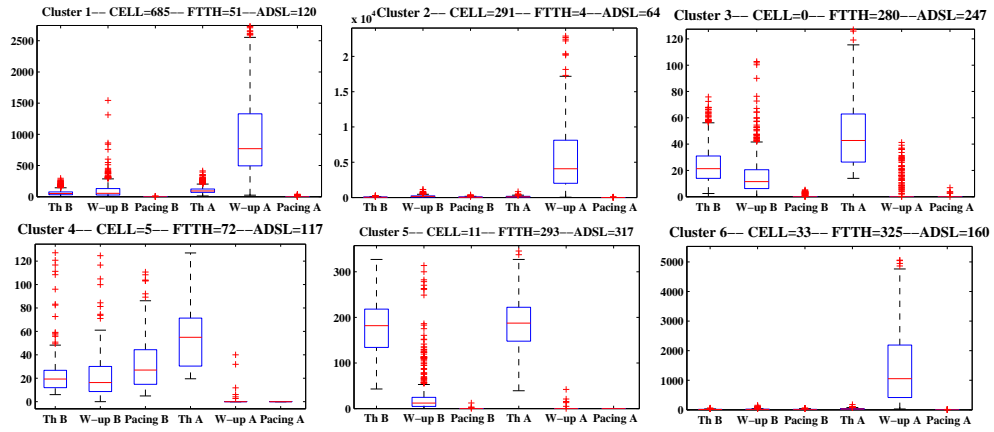 Cluster 1−− CELL=685−− FTTH=51−−ADSL=120
2500
2000
1500
1000
500
0
Th B W−up B Pacing B Th A W−up A Pacing A
Cluster 2−− CELL=291−− FTTH=4−−ADSL=64
x 10⁴
2
1.5
1
0.5
0
Th B W−up B Pacing B Th A W−up A Pacing A
Cluster 3−− CELL=0−− FTTH=280−−ADSL=247
120
100
80
60
40
20
0
Th B W−up B Pacing B Th A W−up A Pacing A
Cluster 4−− CELL=5−− FTTH=72−−ADSL=117
120
100
80
60
40
20
0
Th B W−up B Pacing B Th A W−up A Pacing A
Cluster 5−− CELL=11−− FTTH=293−−ADSL=317
300
200
100
0
Th B W−up B Pacing B Th A W−up A Pacing A
Cluster 6−− CELL=33−− FTTH=325−−ADSL=160
5000
4000
3000
2000
1000
0
Th B W−up B Pacing B Th A W−up A Pacing A